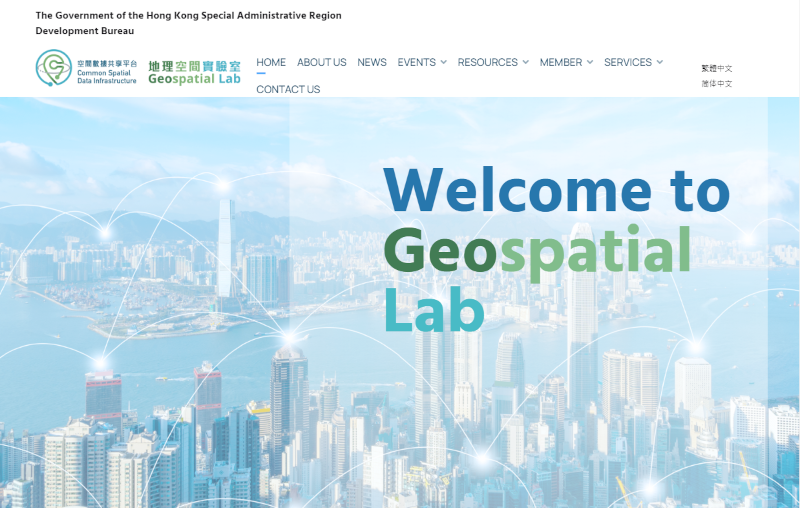 The Government of the Hong Kong Special Administrative Region
Development Bureau
空間數據共享平台
Common Spatial
Data Infrastructure
地理空間實驗室
Geospatial Lab
HOME ABOUT US NEWS EVENTS RESOURCES MEMBER SERVICES
CONTACT US
繁體中文
简体中文
Welcome to
Geospatial
Lab